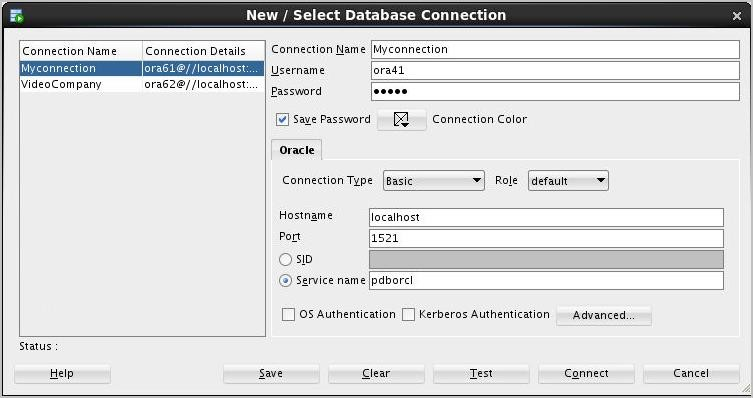 New / Select Database Connection
Connection Name Connection Details
Myconnection ora61@//localhost:...
VideoCompany ora62@//localhost:...
Connection Name Myconnection
Username ora41
Password •••••
Save Password Connection Color
Oracle
Connection Type Basic Role default
Hostname localhost
Port 1521
SID
Service name pdborcl
OS Authentication Kerberos Authentication Advanced...
Status :
Help Save Clear Test Connect Cancel